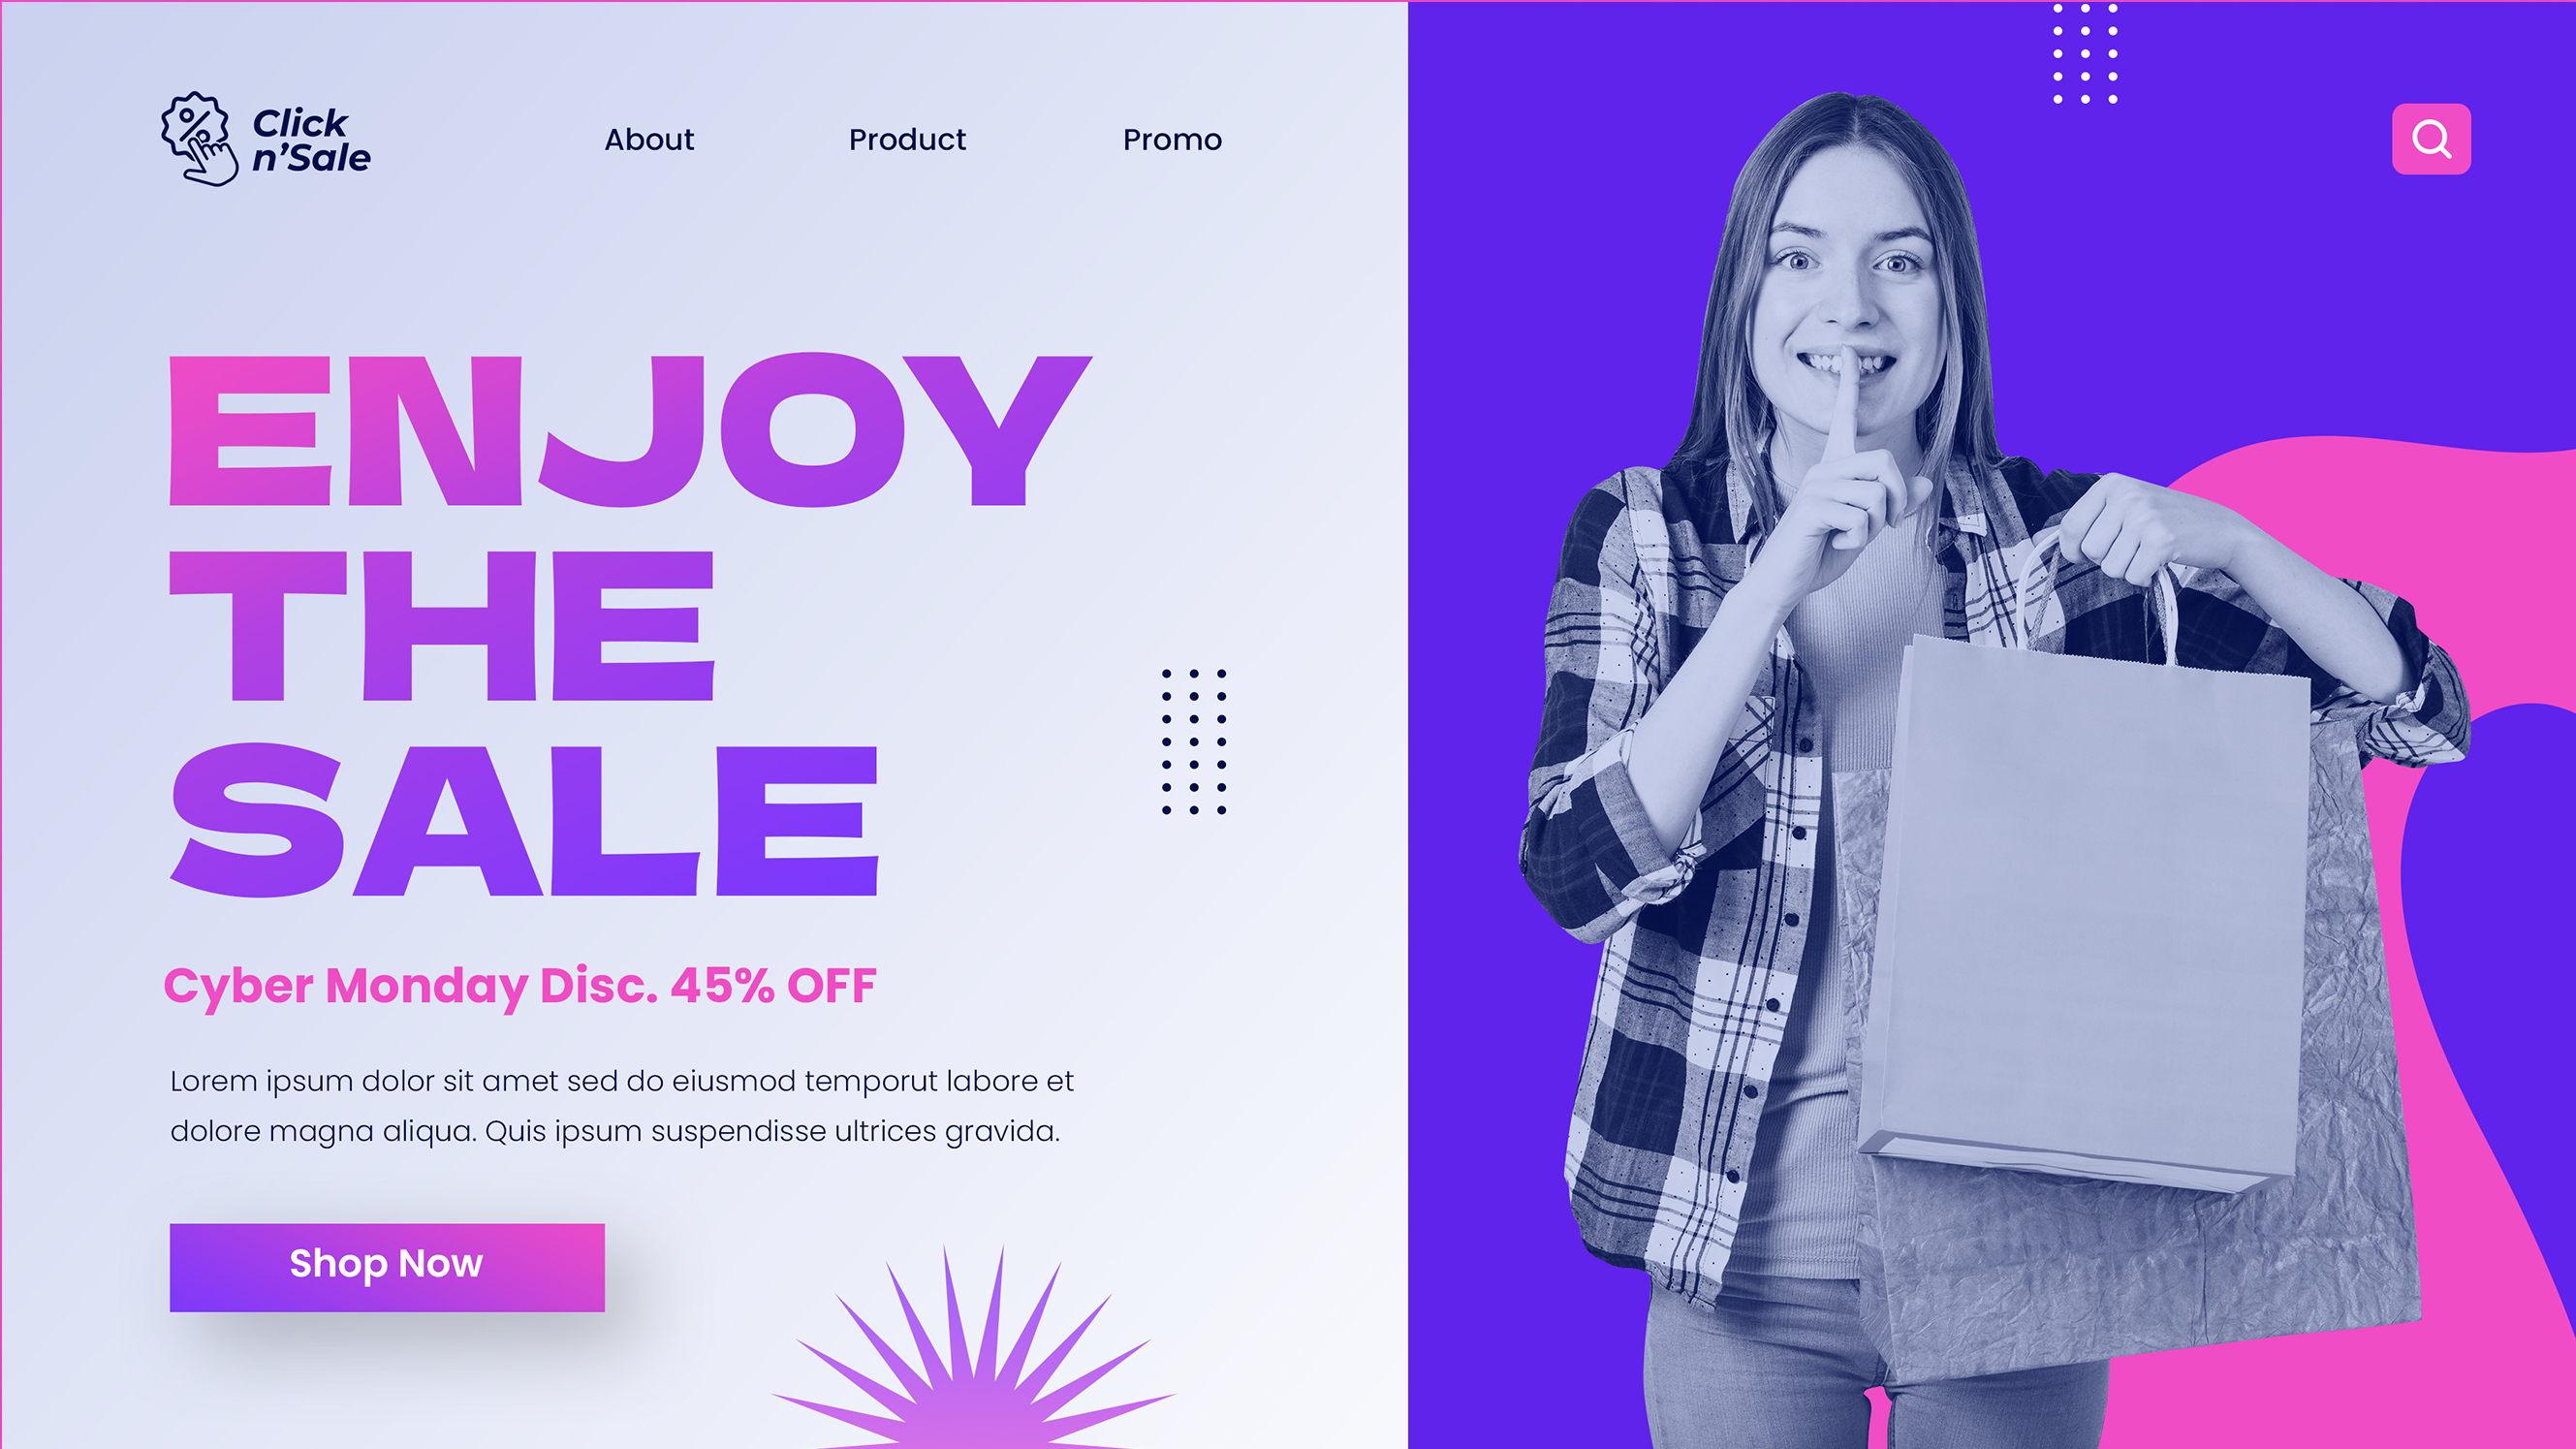 Click
n’Sale
About
Product
Promo
ENJOY
THE
SALE
Cyber Monday Disc. 45% OFF
Lorem ipsum dolor sit amet sed do eiusmod temporut labore et
dolore magna aliqua. Quis ipsum suspendisse ultrices gravida.
Shop Now